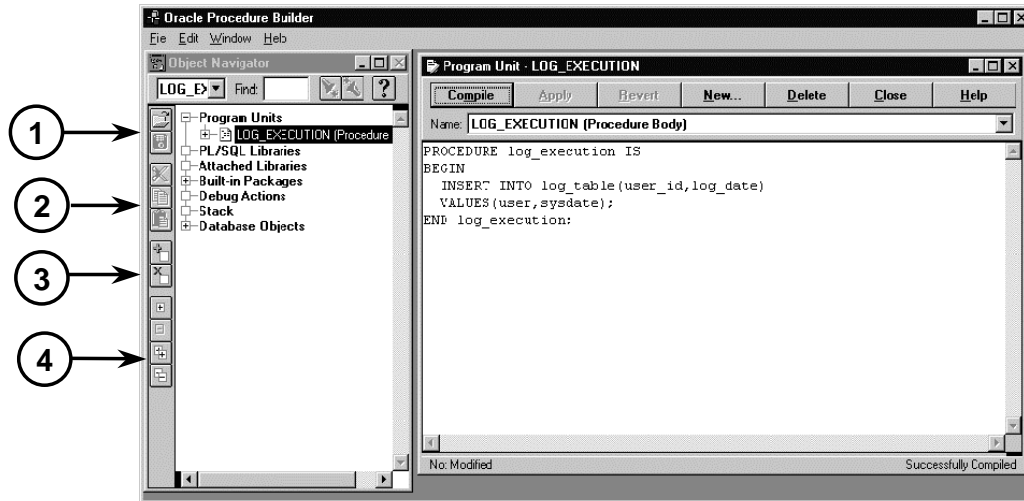 Oracle Procedure Builder
Fie Edit Window Help
Object Navigator
LOG_EX Find: ?
Program Units
LOG_EXECUTION (Procedure
PL/SQL Libraries
Attached Libraries
Built-in Packages
Debug Actions
Stack
Database Objects
Program Unit - LOG_EXECUTION
Compile Apply Revert New... Delete Close Help
Name: LOG_EXECUTION (Procedure Body)
PROCEDURE log_execution IS
BEGIN
INSERT INTO log_table(user_id,log_date)
VALUES(user,sysdate);
END log_execution;
No: Modified Successfully Compiled
1
2
3
4